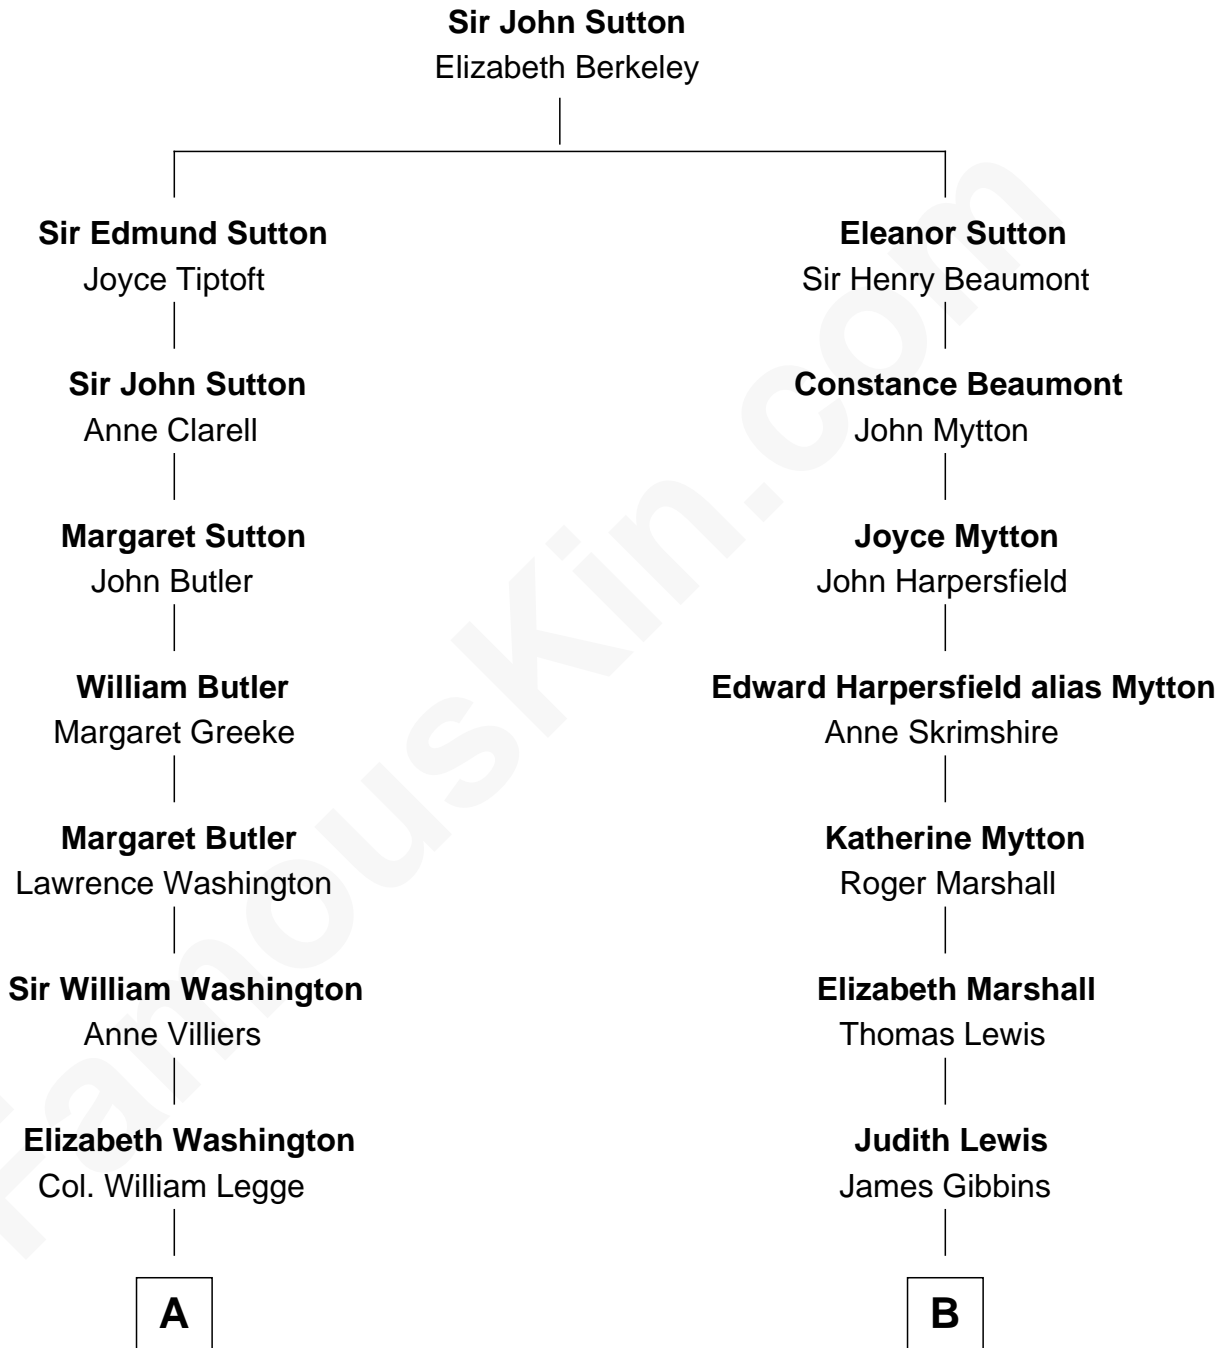 Sir John Sutton
Elizabeth Berkeley
Sir Edmund Sutton
Joyce Tiptoft
Sir John Sutton
Anne Clarell
Margaret Sutton
John Butler
William Butler
Margaret Greeke
Margaret Butler
Lawrence Washington
Sir William Washington
Anne Villiers
Elizabeth Washington
Col. William Legge
A
Eleanor Sutton
Sir Henry Beaumont
Constance Beaumont
John Mytton
Joyce Mytton
John Harpersfield
Edward Harpersfield alias Mytton
Anne Skrimshire
Katherine Mytton
Roger Marshall
Elizabeth Marshall
Thomas Lewis
Judith Lewis
James Gibbins
B
FamousKin.com